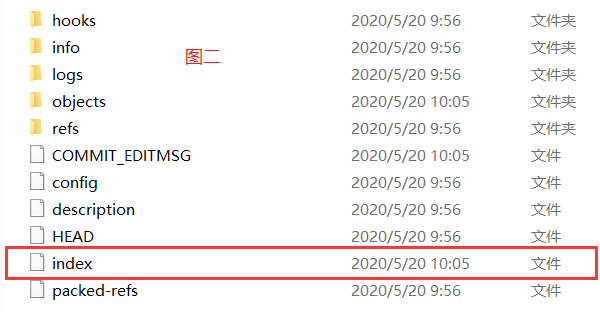 hooks 2020/5/20 9:56 文件夹
info 2020/5/20 9:56 文件夹
图二
logs 2020/5/20 9:56 文件夹
objects 2020/5/20 10:05 文件夹
refs 2020/5/20 9:56 文件夹
COMMIT_EDITMSG 2020/5/20 10:05 文件
config 2020/5/20 9:56 文件
description 2020/5/20 9:56 文件
HEAD 2020/5/20 9:56 文件
index 2020/5/20 10:05 文件
packed-refs 2020/5/20 9:56 文件